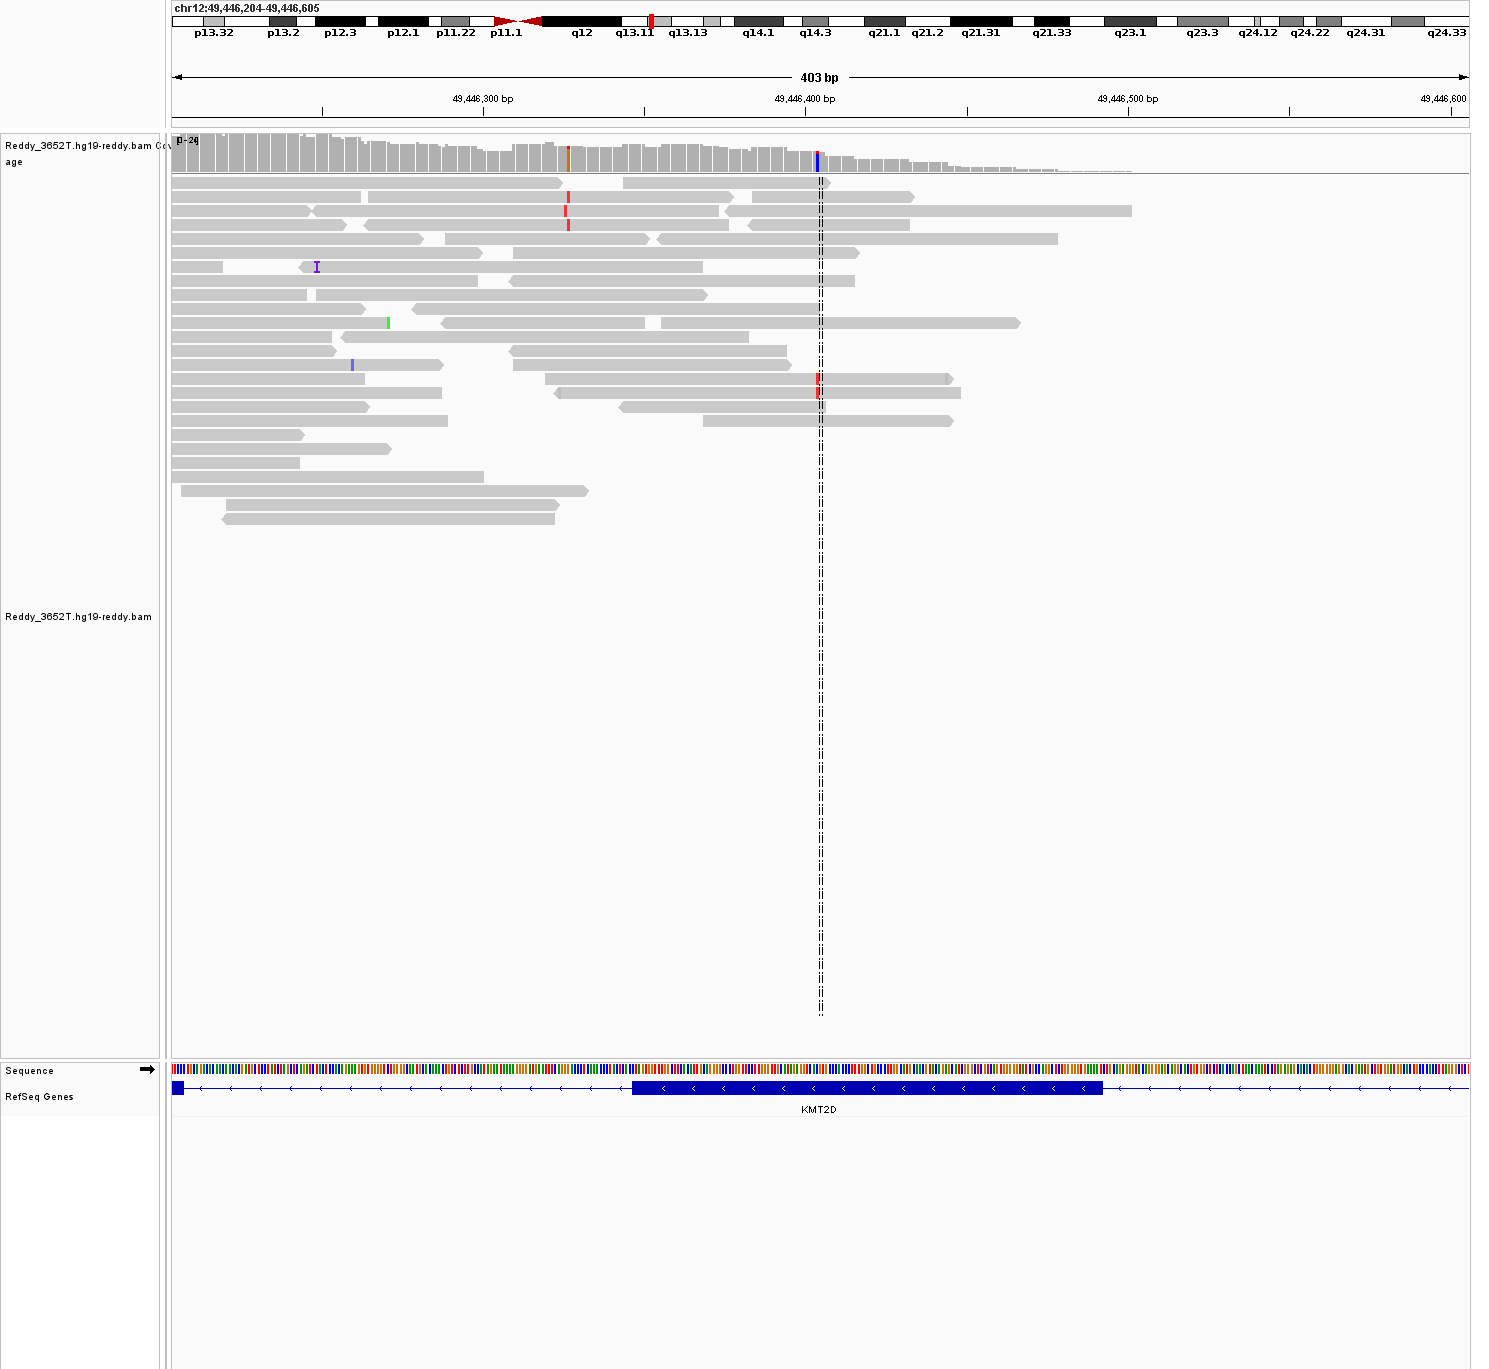 chr12:49,446,204-49,446,605
p13.32 p13.2 p12.3 p12.1 p11.22 p11.1 q12 q13.11 q13.13 q14.1 q14.3 q21.1 q21.2 q21.31 q21.33 q23.1 q23.3 q24.12 q24.22 q24.31 q24.33
403 bp
49,446,300 bp 49,446,400 bp 49,446,500 bp 49,446,600
Reddy_3652T.hg19-reddy.bam Cov
age
Reddy_3652T.hg19-reddy.bam
Sequence
RefSeq Genes
KMT2D